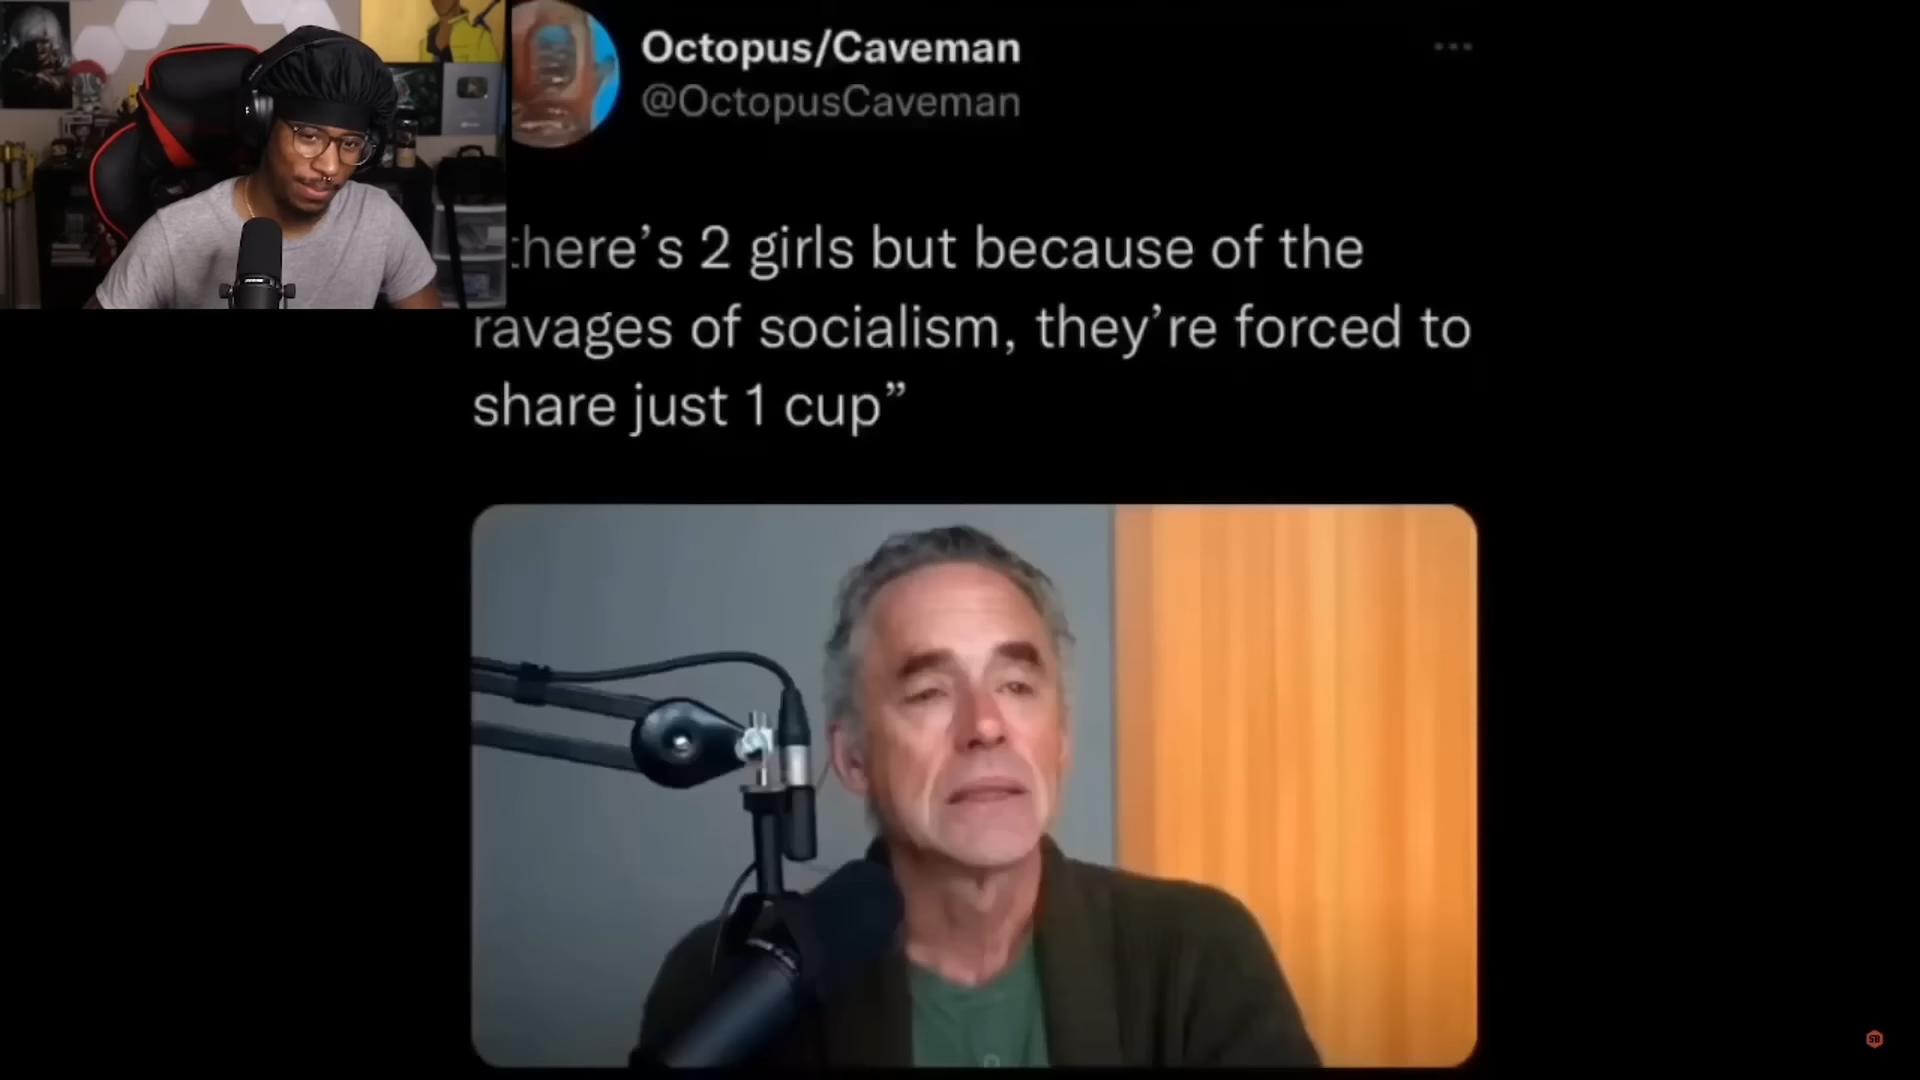 Octopus/Caveman
@OctopusCaveman
there’s 2 girls but because of the
ravages of socialism, they’re forced to
share just 1 cup”